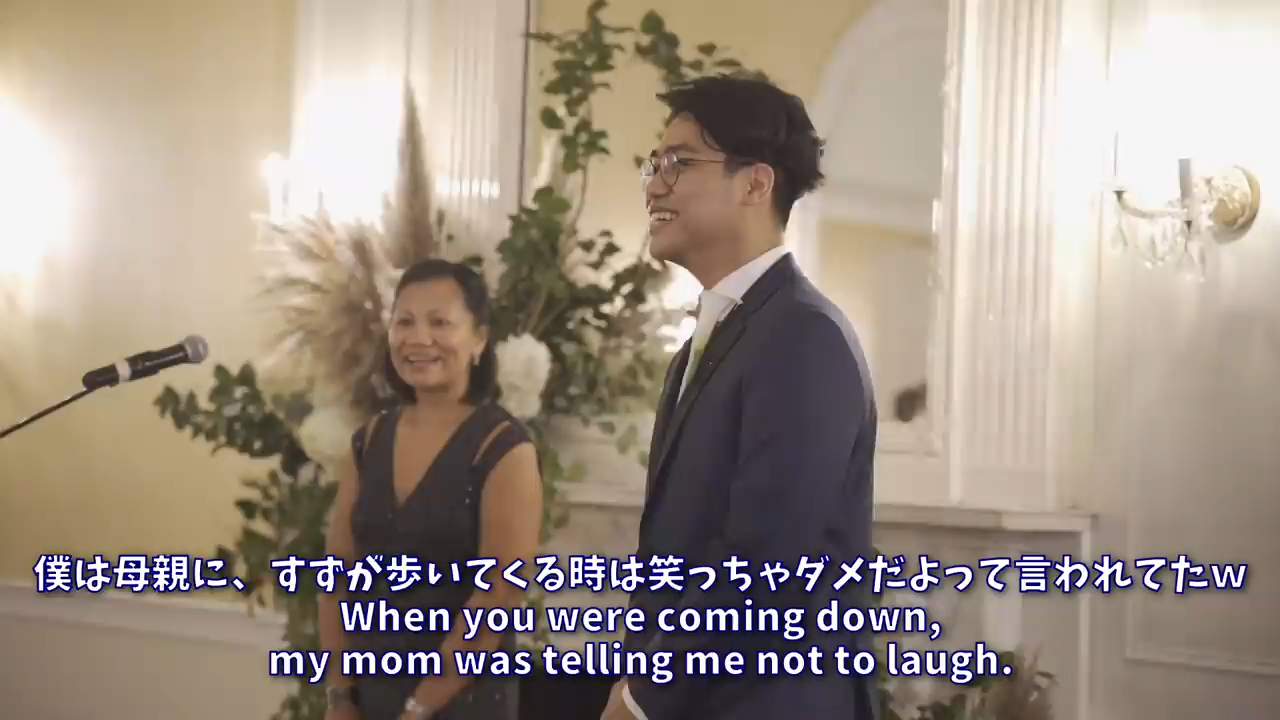 僕は母親に、すずが歩いてくる時は笑っちゃダメだよって言われてたw
When you were coming down,
my mom was telling me not to laugh.